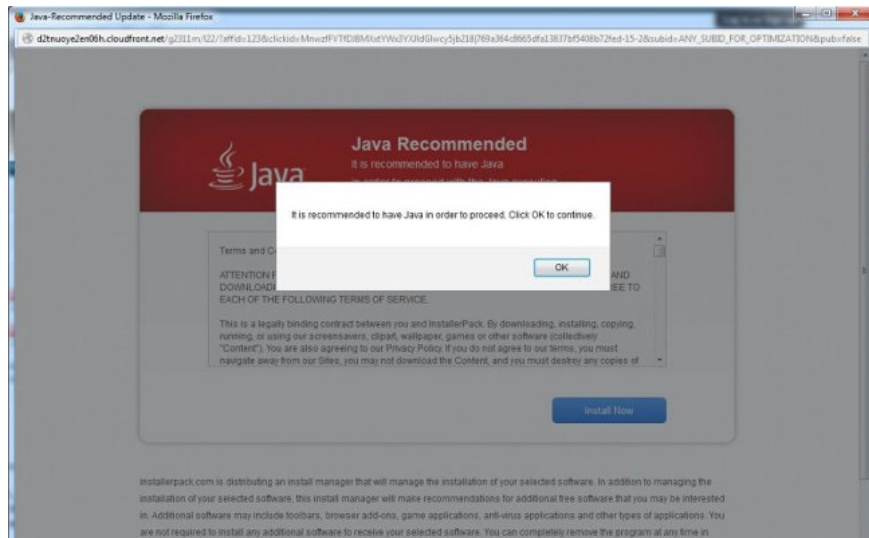 Java-Recommended Update - Mozilla Firefox
d2tnuoye2en06h.cloudfront.net
Java
Java Recommended
It is recommended to have Java
in order to proceed with the Java execution
It is recommended to have Java in order to proceed. Click OK to continue.
OK
Terms and
ATTENTION
AND
DOWNLOAD
EE TO
EACH OF THE FOLLOWING TERMS OF SERVICE.
This is a legally binding contract between you and InstallerPack. By downloading, installing, copying,
running, or using our screensavers, clipart, wallpaper, games or other software (collectively
"Content"). You are also agreeing to our Privacy Policy. If you do not agree to our terms, you must
navigate away from our Sites, you may not download the Content, and you must destroy any copies of
Install Now
installerpack.com is distributing an install manager that will manage the installation of your selected software. In addition to managing the
installation of your selected software, this install manager will make recommendations for additional free software that you may be interested
in. Additional software may include toolbars, browser add-ons, game applications, anti-virus applications and other types of applications. You
are not required to install any additional software to receive your selected software. You can completely remove the program at any time in